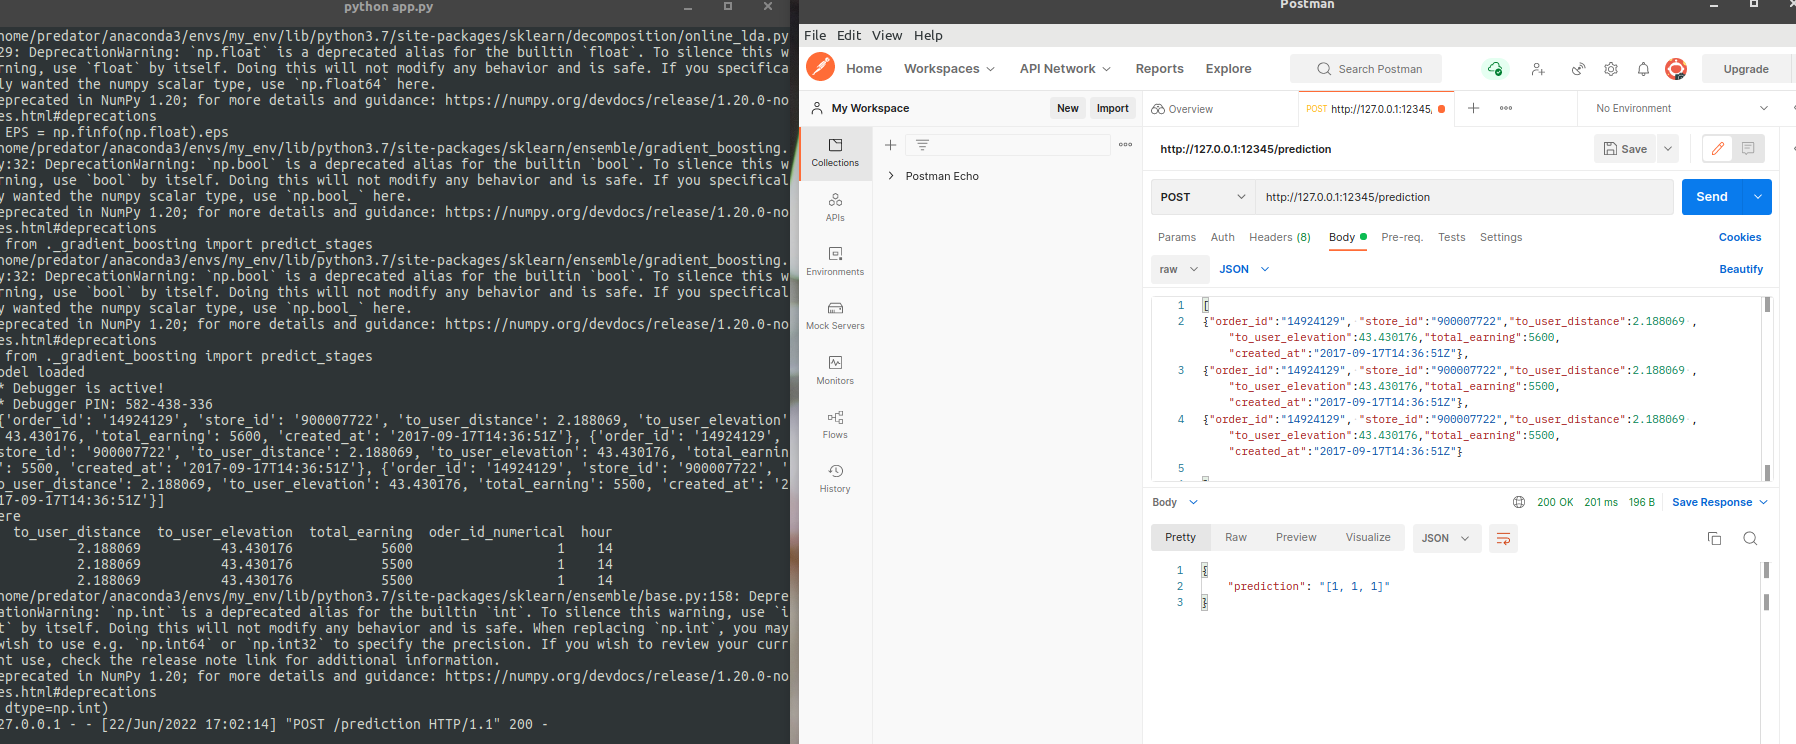 python app.py
home/predator/anaconda3/envs/my_env/lib/python3.7/site-packages/sklearn/decomposition/online_lda.py
29: DeprecationWarning: `np.float` is a deprecated alias for the builtin `float`. To silence this w
rning, use `float` by itself. Doing this will not modify any behavior and is safe. If you specifica
ly wanted the numpy scalar type, use `np.float64` here.
eprecated in NumPy 1.20; for more details and guidance: https://numpy.org/devdocs/release/1.20.0-no
es.html#deprecations
EPS = np.finfo(np.float).eps
home/predator/anaconda3/envs/my_env/lib/python3.7/site-packages/sklearn/ensemble/gradient_boosting.
y:32: DeprecationWarning: `np.bool` is a deprecated alias for the builtin `bool`. To silence this w
rning, use `bool` by itself. Doing this will not modify any behavior and is safe. If you specifical
y wanted the numpy scalar type, use `np.bool_` here.
eprecated in NumPy 1.20; for more details and guidance: https://numpy.org/devdocs/release/1.20.0-no
es.html#deprecations
from ._gradient_boosting import predict_stages
home/predator/anaconda3/envs/my_env/lib/python3.7/site-packages/sklearn/ensemble/gradient_boosting.
y:32: DeprecationWarning: `np.bool` is a deprecated alias for the builtin `bool`. To silence this w
rning, use `bool` by itself. Doing this will not modify any behavior and is safe. If you specifical
y wanted the numpy scalar type, use `np.bool_` here.
eprecated in NumPy 1.20; for more details and guidance: https://numpy.org/devdocs/release/1.20.0-no
es.html#deprecations
from ._gradient_boosting import predict_stages
odel loaded
* Debugger is active!
* Debugger PIN: 582-438-336
{'order_id': '14924129', 'store_id': '900007722', 'to_user_distance': 2.188069, 'to_user_elevation'
43.430176, 'total_earning': 5600, 'created_at': '2017-09-17T14:36:51Z'}, {'order_id': '14924129',
store_id': '900007722', 'to_user_distance': 2.188069, 'to_user_elevation': 43.430176, 'total_earnin
': 5500, 'created_at': '2017-09-17T14:36:51Z'}, {'order_id': '14924129', 'store_id': '900007722', '
o_user_distance': 2.188069, 'to_user_elevation': 43.430176, 'total_earning': 5500, 'created_at': '2
17-09-17T14:36:51Z'}]
ere
to_user_distance to_user_elevation total_earning oder_id_numerical hour
2.188069 43.430176 5600 1 14
2.188069 43.430176 5500 1 14
2.188069 43.430176 5500 1 14
home/predator/anaconda3/envs/my_env/lib/python3.7/site-packages/sklearn/ensemble/base.py:158: Depre
cationWarning: `np.int` is a deprecated alias for the builtin `int`. To silence this warning, use `i
t` by itself. Doing this will not modify any behavior and is safe. When replacing `np.int`, you may
wish to use e.g. `np.int64` or `np.int32` to specify the precision. If you wish to review your curr
nt use, check the release note link for additional information.
eprecated in NumPy 1.20; for more details and guidance: https://numpy.org/devdocs/release/1.20.0-no
es.html#deprecations
dtype=np.int)
27.0.0.1 - - [22/Jun/2022 17:02:14] "POST /prediction HTTP/1.1" 200 -
Postman
File Edit View Help
Home Workspaces API Network Reports Explore Search Postman Upgrade
My Workspace New Import Overview POST http://127.0.0.1:12345, No Environment
Collections
APIs
Environments
Mock Servers
Monitors
Flows
History
Postman Echo
http://127.0.0.1:12345/prediction Save
POST http://127.0.0.1:12345/prediction Send
Params Auth Headers (8) Body Pre-req. Tests Settings Cookies
raw JSON Beautify
1 [
2 {"order_id":"14924129", "store_id":"900007722","to_user_distance":2.188069 ,
"to_user_elevation":43.430176,"total_earning":5600,
"created_at":"2017-09-17T14:36:51Z"},
3 {"order_id":"14924129", "store_id":"900007722","to_user_distance":2.188069 ,
"to_user_elevation":43.430176,"total_earning":5500,
"created_at":"2017-09-17T14:36:51Z"},
4 {"order_id":"14924129", "store_id":"900007722","to_user_distance":2.188069 ,
"to_user_elevation":43.430176,"total_earning":5500,
"created_at":"2017-09-17T14:36:51Z"}
5
Body 200 OK 201 ms 196 B Save Response
Pretty Raw Preview Visualize JSON
1 {
2 "prediction": "[1, 1, 1]"
3 }